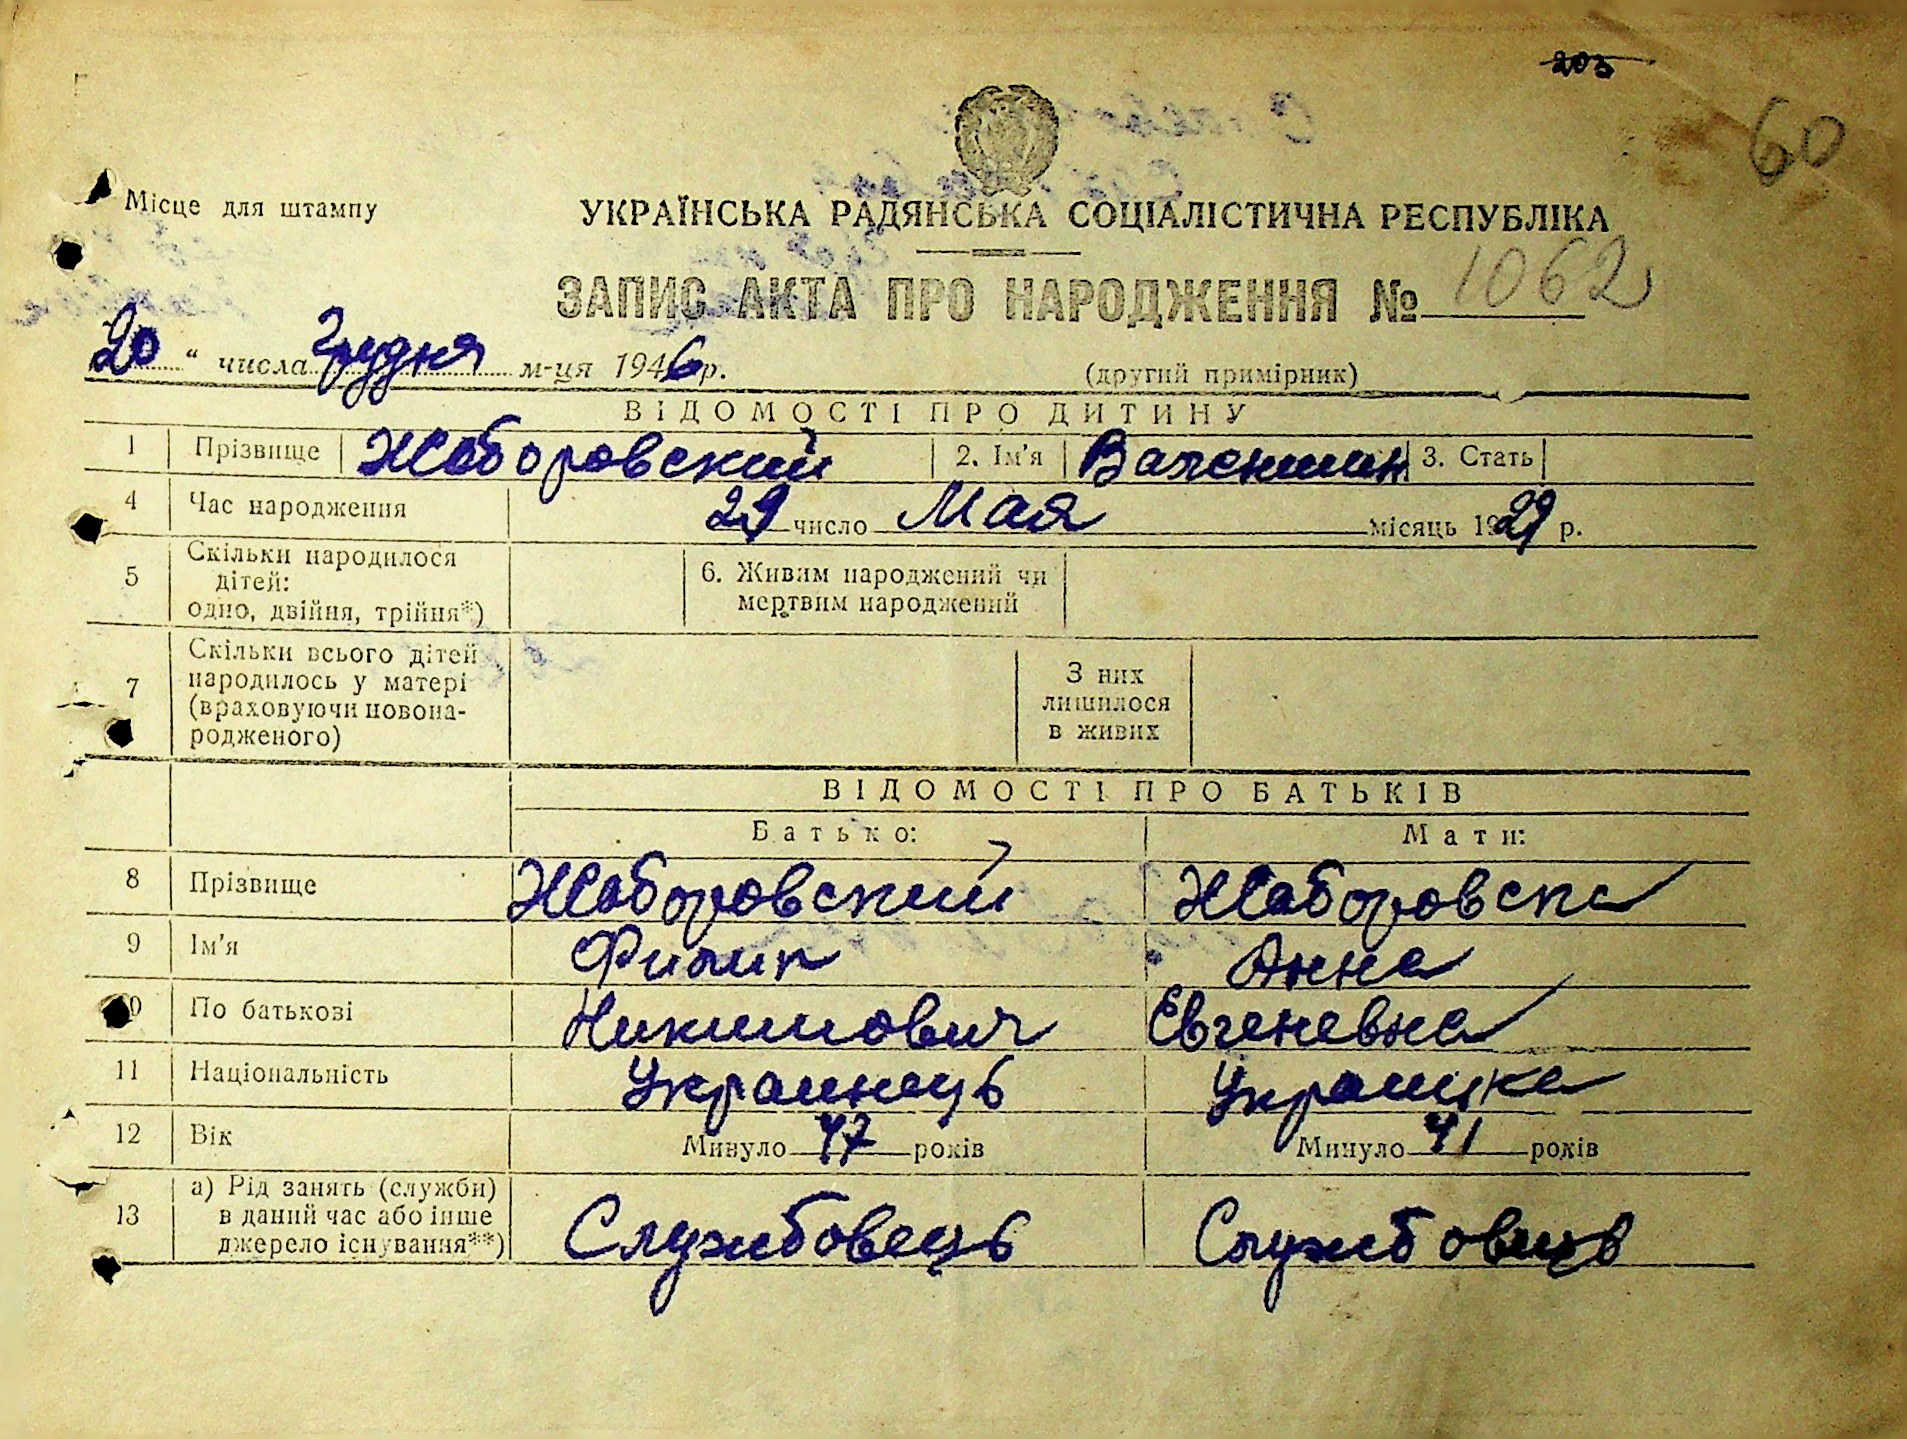 203
60
Місце для штампу
УКРАЇНСЬКА РАДЯНСЬКА СОЦІАЛІСТИЧНА РЕСПУБЛІКА
ЗАПИС АКТА ПРО НАРОДЖЕННЯ № 1062
20 " числа грудня м-ця 1946 р.
(другий примірник)
ВІДОМОСТІ ПРО ДИТИНУ
1 Прізвище Жаборовский 2. Ім'я Валентин 3. Стать
4 Час народження 29 число Мая місяць 1929 р.
5 Скільки народилося дітей: одно, двійня, трійня*) 6. Живим народжений чи мертвим народжений
7 Скільки всього дітей народилось у матері (враховуючи новонародженого) З них лишилося в живих
ВІДОМОСТІ ПРО БАТЬКІВ
Батько: Мати:
8 Прізвище Жаборовский Жаборовска
9 Ім'я Филип Анна
10 По батькові Евгеневна
11 Національність Украинець Украинка
12 Вік Минуло 47 років Минуло 41 років
13 а) Рід занять (служби) в даний час або інше джерело існування**) Службовець Службовець